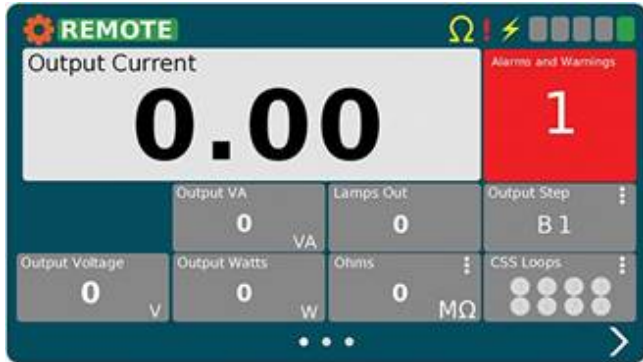 REMOTE
Ω !
Output Current
0.00
Alarms and Warnings
1
Output VA
0
VA
Lamps Out
0
Output Step
B 1
Output Voltage
0
V
Output Watts
0
W
Ohms
0
MΩ
CSS Loops